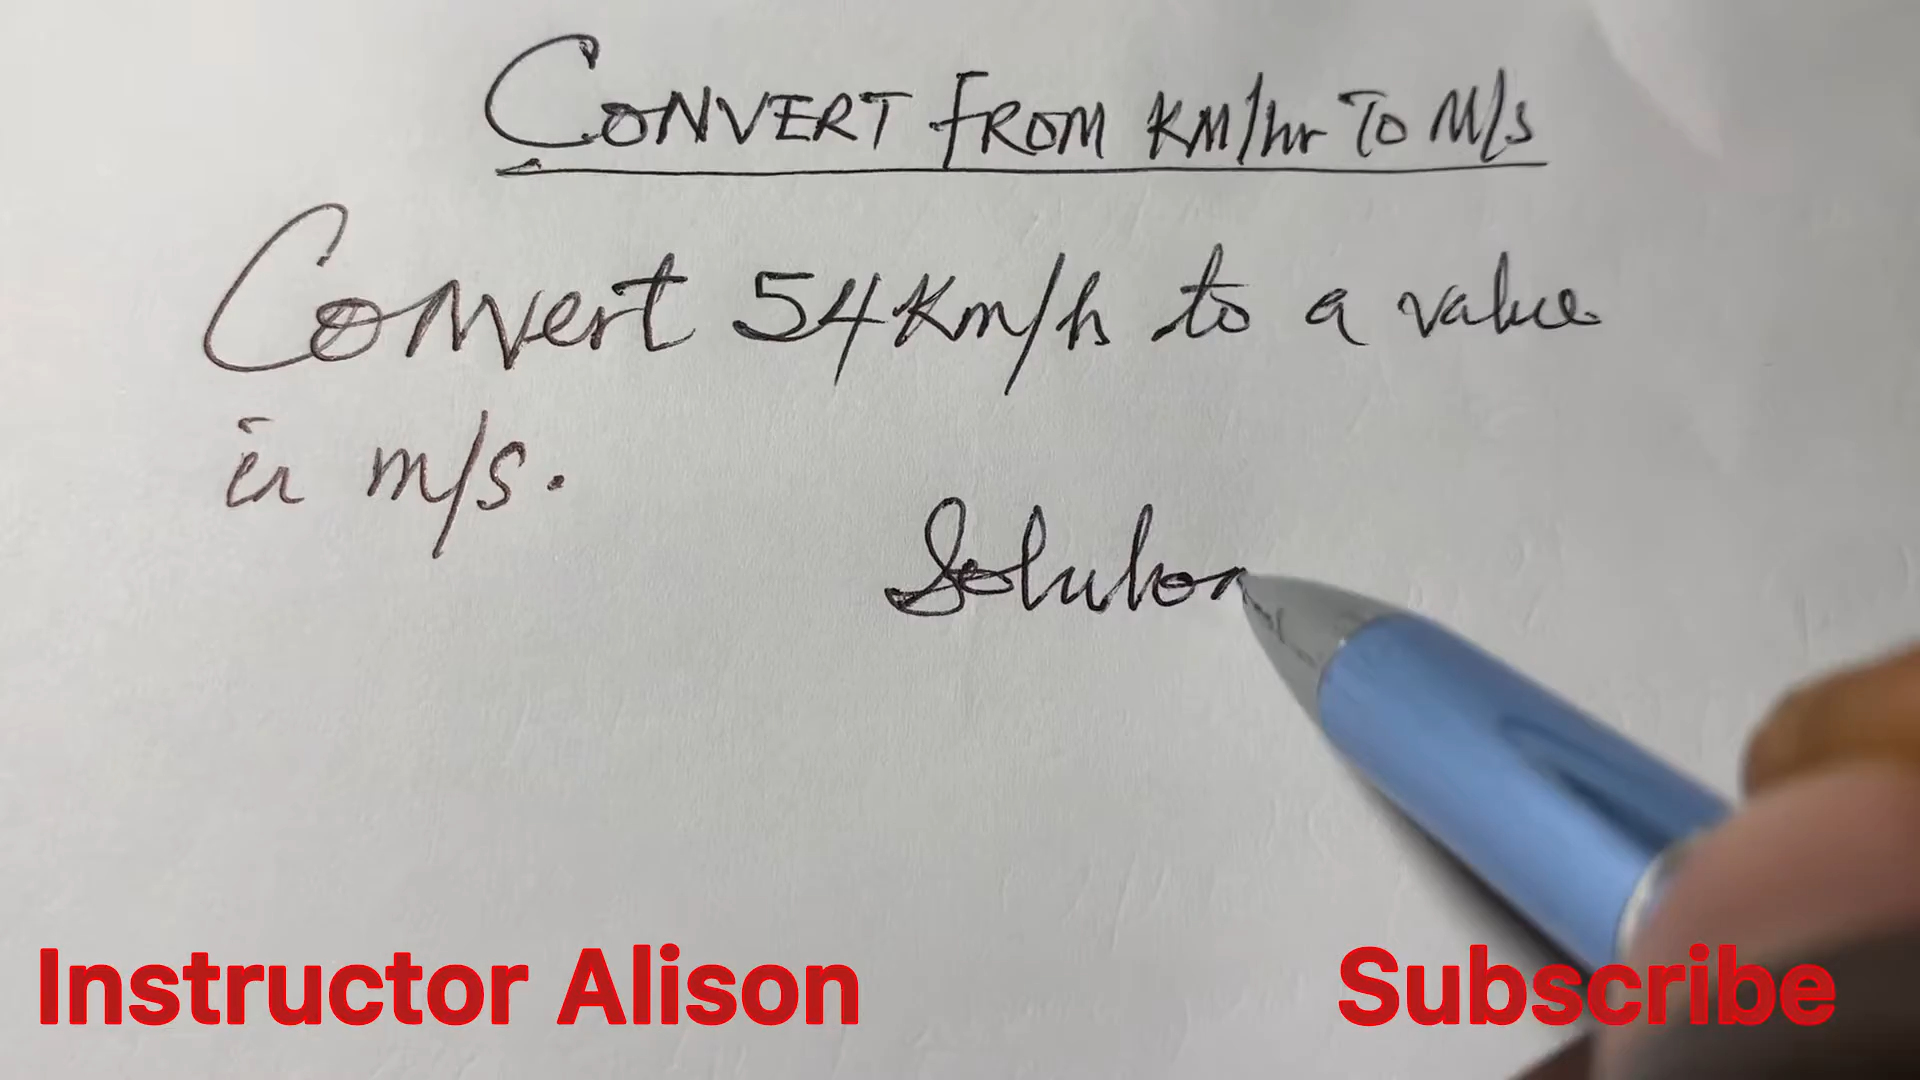 CONVERT FROM KM/hr TO M/s
Convert 54Km/h to a value
in m/s.
Solution
Instructor Alison
Subscribe